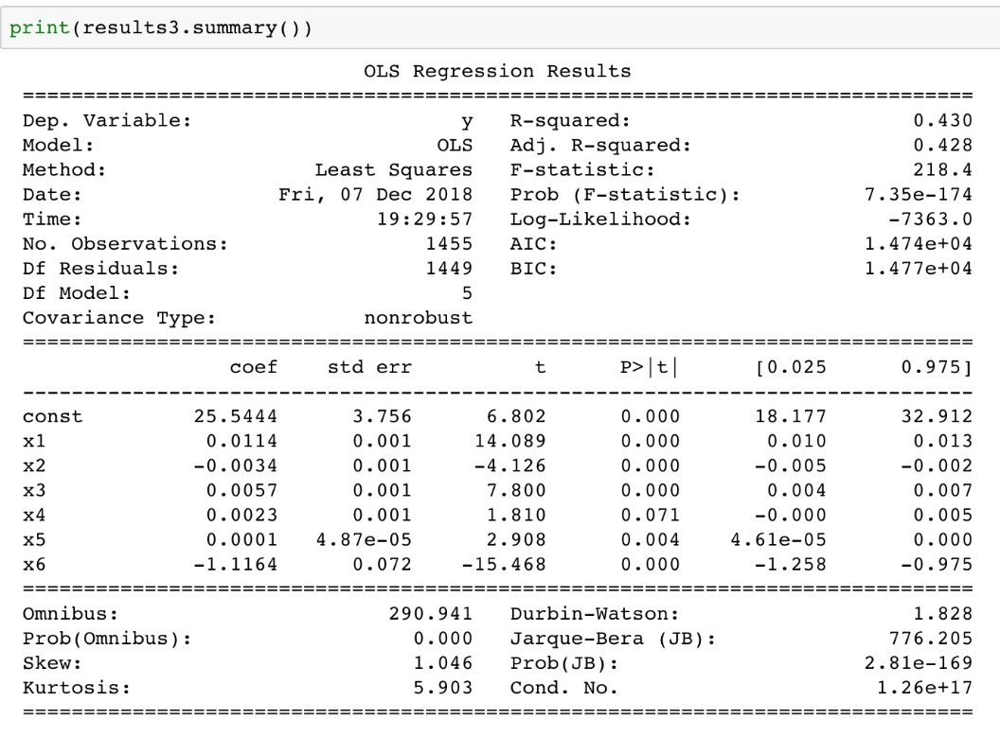 print(results3.summary())
OLS Regression Results
==============================================================================
Dep. Variable: y R-squared: 0.430
Model: OLS Adj. R-squared: 0.428
Method: Least Squares F-statistic: 218.4
Date: Fri, 07 Dec 2018 Prob (F-statistic): 7.35e-174
Time: 19:29:57 Log-Likelihood: -7363.0
No. Observations: 1455 AIC: 1.474e+04
Df Residuals: 1449 BIC: 1.477e+04
Df Model: 5
Covariance Type: nonrobust
==============================================================================
coef std err t P>|t| [0.025 0.975]
------------------------------------------------------------------------------
const 25.5444 3.756 6.802 0.000 18.177 32.912
x1 0.0114 0.001 14.089 0.000 0.010 0.013
x2 -0.0034 0.001 -4.126 0.000 -0.005 -0.002
x3 0.0057 0.001 7.800 0.000 0.004 0.007
x4 0.0023 0.001 1.810 0.071 -0.000 0.005
x5 0.0001 4.87e-05 2.908 0.004 4.61e-05 0.000
x6 -1.1164 0.072 -15.468 0.000 -1.258 -0.975
==============================================================================
Omnibus: 290.941 Durbin-Watson: 1.828
Prob(Omnibus): 0.000 Jarque-Bera (JB): 776.205
Skew: 1.046 Prob(JB): 2.81e-169
Kurtosis: 5.903 Cond. No. 1.26e+17
==============================================================================